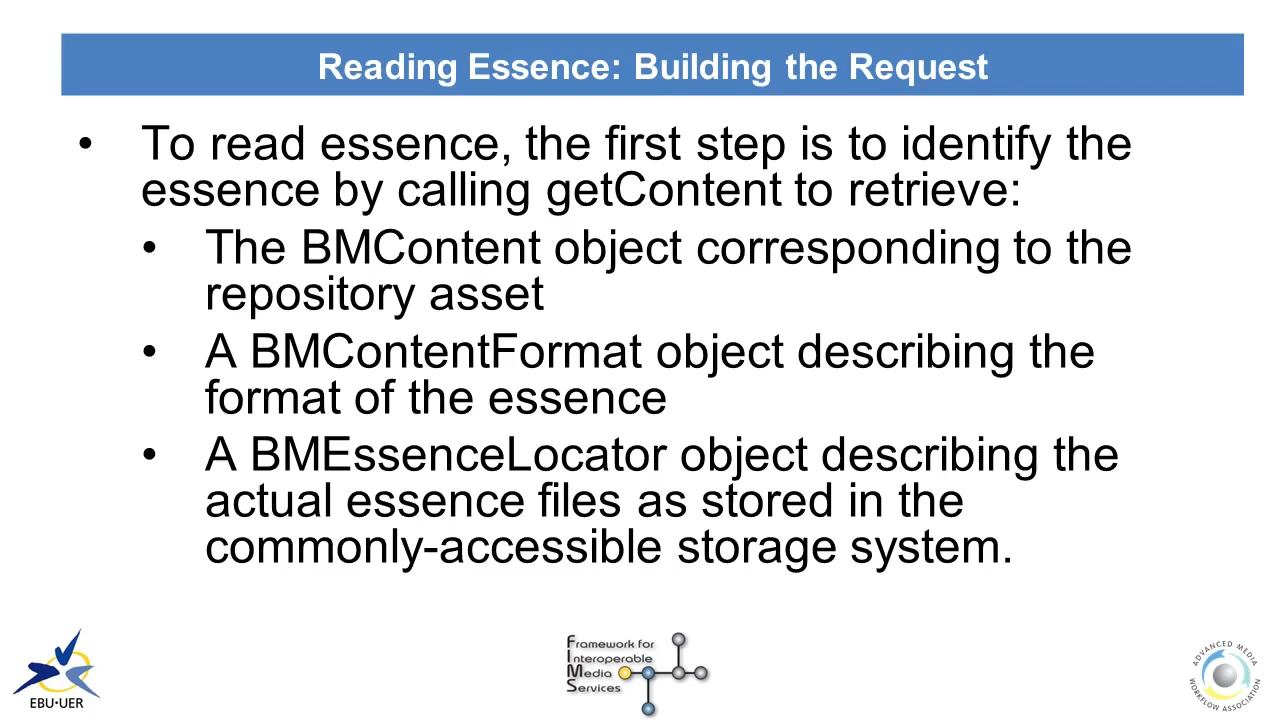 Reading Essence: Building the Request
• To read essence, the first step is to identify the
essence by calling getContent to retrieve:
• The BMContent object corresponding to the
repository asset
• A BMContentFormat object describing the
format of the essence
• A BMEssenceLocator object describing the
actual essence files as stored in the
commonly-accessible storage system.
EBU•UER
Framework for
Interoperable
Media
Services
ADVANCED MEDIA
WORKFLOW ASSOCIATION